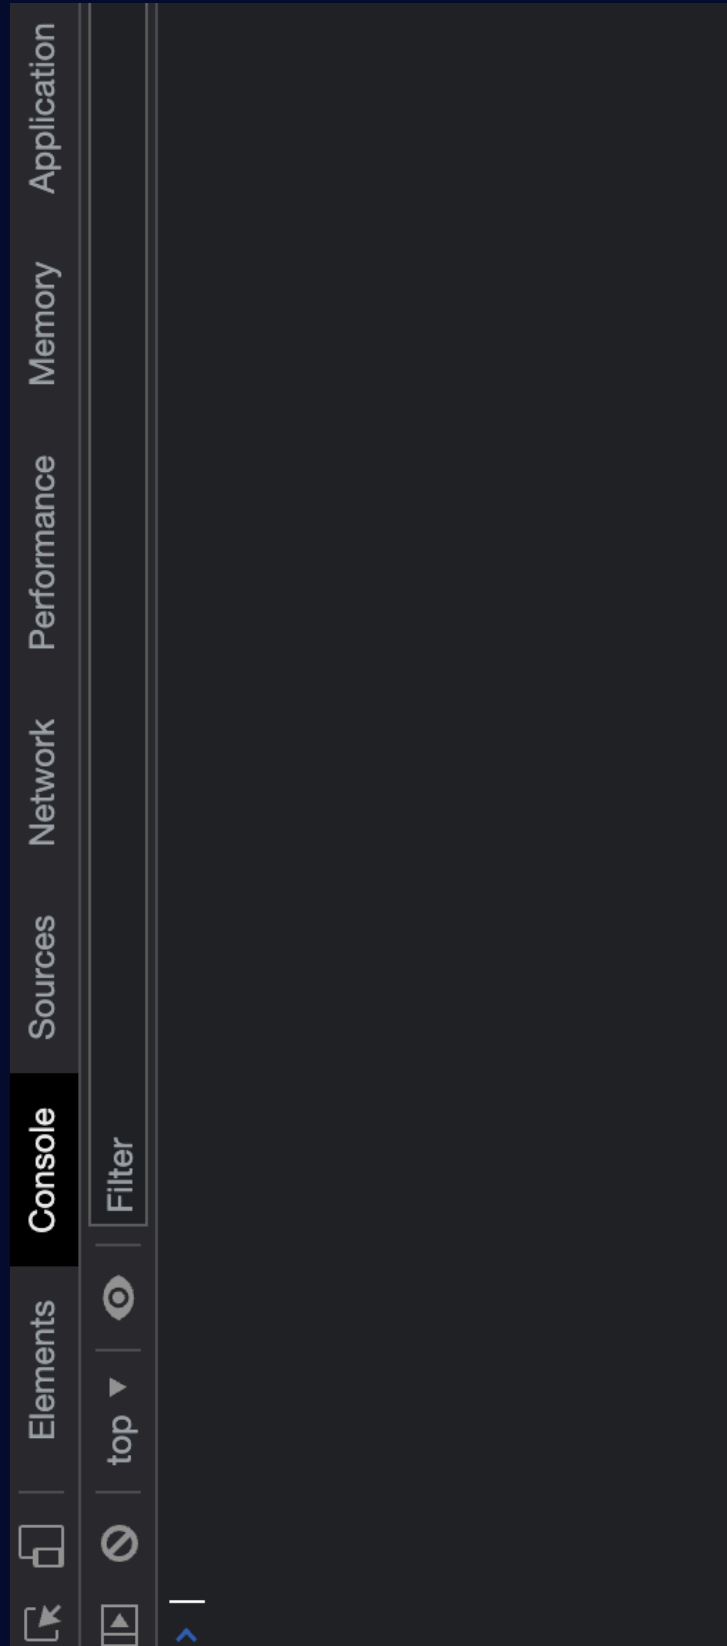 Elements Console Sources Network Performance Memory Application
top Filter